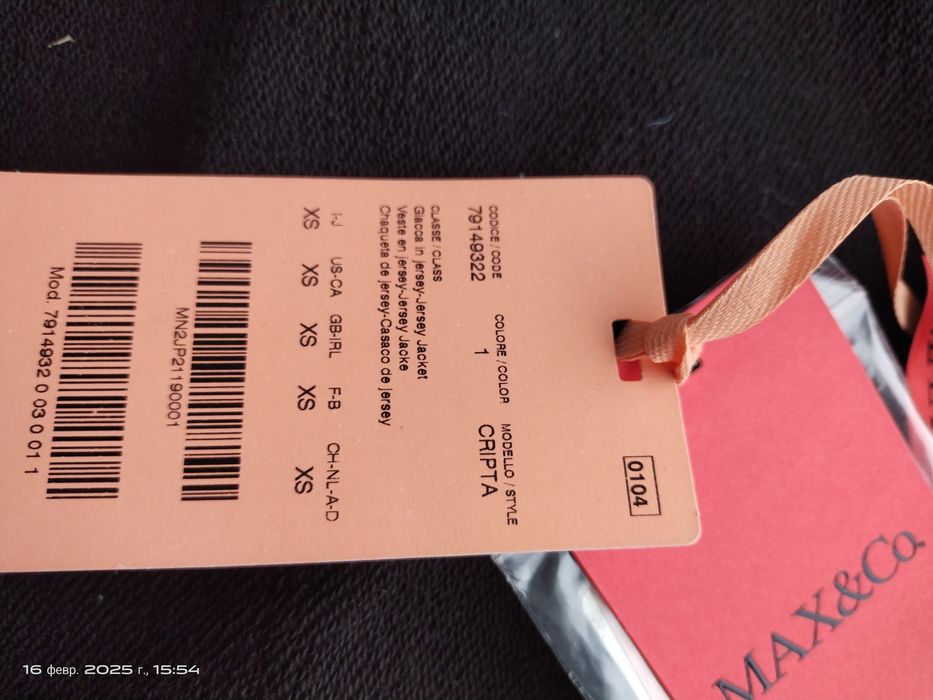 0104
CODICE / CODE COLORE / COLOR MODELLO / STYLE
79149322 1 CRIPTA
CLASSE / CLASS
Giacca in jersey-Jersey Jacket
Veste en jersey-Jersey Jacke
Chaqueta de jersey-Casaco de jersey
I-J US-CA GB-IRL F-B CH-NL-A-D
XS XS XS XS XS
MN2JP21190001
Mod. 7914932 0 03 0 01 1
MAX&Co.
16 февр. 2025 г., 15:54